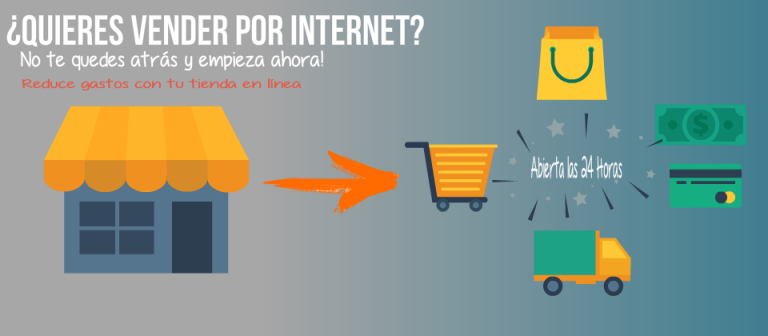 ¿QUIERES VENDER POR INTERNET?
No te quedes atrás y empieza ahora!
Reduce gastos con tu tienda en línea
Abierta las 24 Horas
$